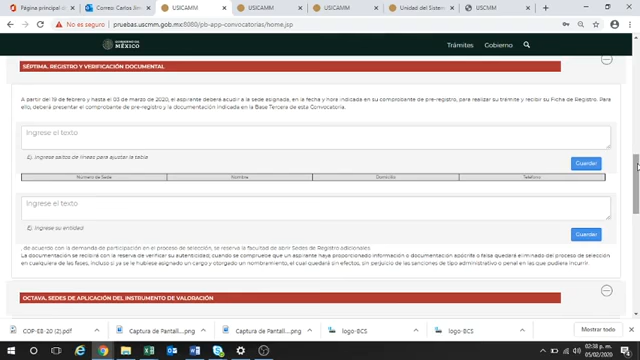 Página principal d
Correo: Carlos Jim
USICAMM
USICAMM
USICAMM
Unidad del Sistem
USCMM
No es seguro | pruebas.uscmm.gob.mx:8080/pb-app-convocatorias/home.jsp
GOBIERNO DE
MÉXICO
Trámites
Gobierno
SÉPTIMA. REGISTRO Y VERIFICACIÓN DOCUMENTAL
A partir del 19 de febrero y hasta el 03 de marzo de 2020, el aspirante deberá acudir a la sede asignada, en la fecha y hora indicada en su comprobante de pre-registro, para realizar su trámite y recibir su Ficha de Registro. Para
ello, deberá presentar el comprobante de pre-registro y la documentación indicada en la Base Tercera de esta Convocatoria.
Ingrese el texto
Ej. Ingrese saltos de líneas para ajustar la tabla
Guardar
Número de Sede
Nombre
Domicilio
Teléfono
Ingrese el texto
Ej. Ingrese su entidad
Guardar
, de acuerdo con la demanda de participación en el proceso de selección, se reserva la facultad de abrir Sedes de Registro adicionales
La documentación se recibirá con la reserva de verificar su autenticidad; cuando se compruebe que un aspirante haya proporcionado información o documentación apócrifa o falsa quedará eliminado del proceso de selección
en cualquiera de las fases, incluso si ya se le hubiese asignado un cargo y otorgado un nombramiento, el cual quedará sin efectos, sin perjuicio de las sanciones de tipo administrativo o penal en las que pudiera incurrir.
OCTAVA. SEDES DE APLICACIÓN DEL INSTRUMENTO DE VALORACIÓN
COP-EB-20 (2).pdf
Captura de Pantall....png
Captura de Pantall....png
logo-BCS
logo-BCS
Mostrar todo
02:38 p. m.
05/02/2020